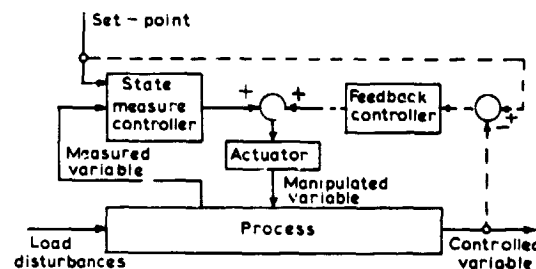 Set-point
State
measure
controller
+
+
Feedback
controller
+
-
Measured
variable
Actuator
Manipulated
variable
Process
Load
disturbances
Controlled
variable